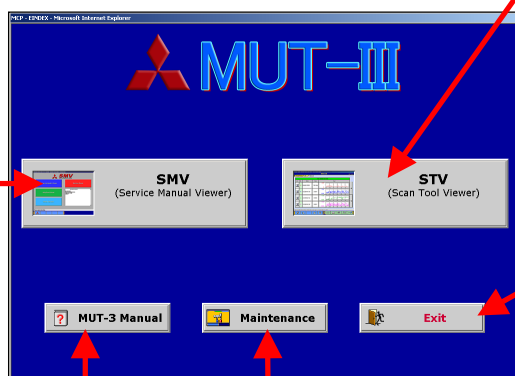 MCP - EINDEX - Microsoft Internet Explorer
MUT-III
SMV
(Service Manual Viewer)
STV
(Scan Tool Viewer)
SMV
? MUT-3 Manual
Maintenance
Exit